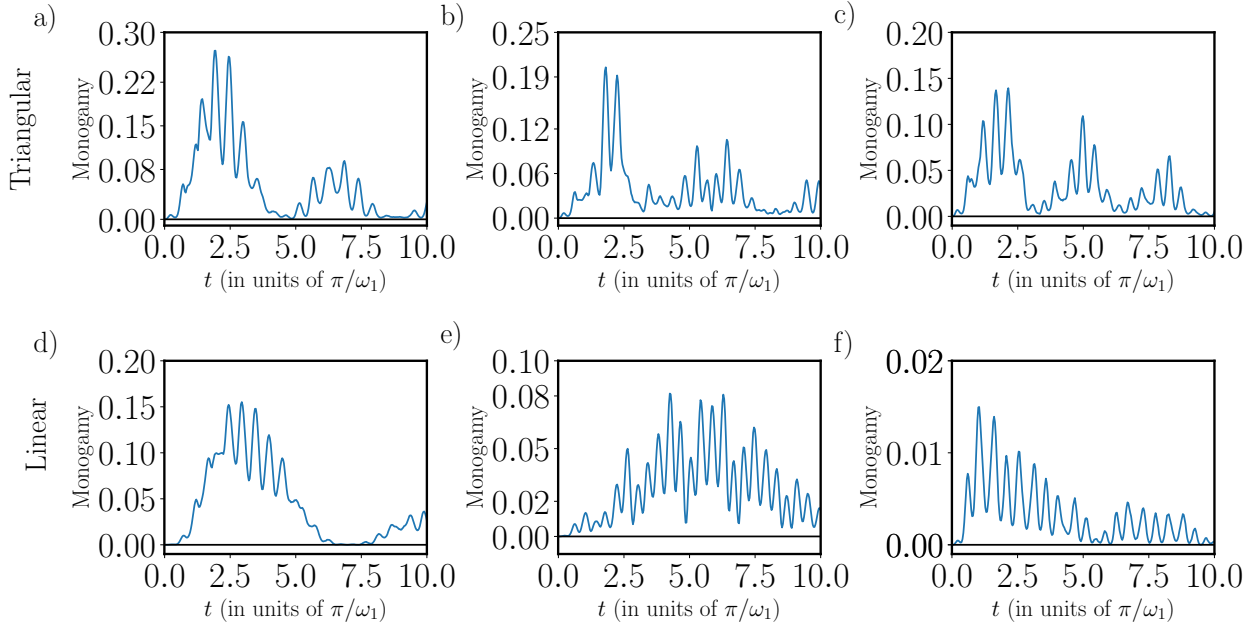 a)
b)
c)
Triangular
Monogamy
0.30
0.22
0.15
0.08
0.00
0.0 2.5 5.0 7.5 10.0
t (in units of π/ω₁)
Monogamy
0.25
0.19
0.12
0.06
0.00
0.0 2.5 5.0 7.5 10.0
t (in units of π/ω₁)
Monogamy
0.20
0.15
0.10
0.05
0.00
0.0 2.5 5.0 7.5 10.0
t (in units of π/ω₁)
d)
e)
f)
Linear
Monogamy
0.20
0.15
0.10
0.05
0.00
0.0 2.5 5.0 7.5 10.0
t (in units of π/ω₁)
Monogamy
0.10
0.08
0.05
0.02
0.00
0.0 2.5 5.0 7.5 10.0
t (in units of π/ω₁)
Monogamy
0.02
0.01
0.00
0.0 2.5 5.0 7.5 10.0
t (in units of π/ω₁)